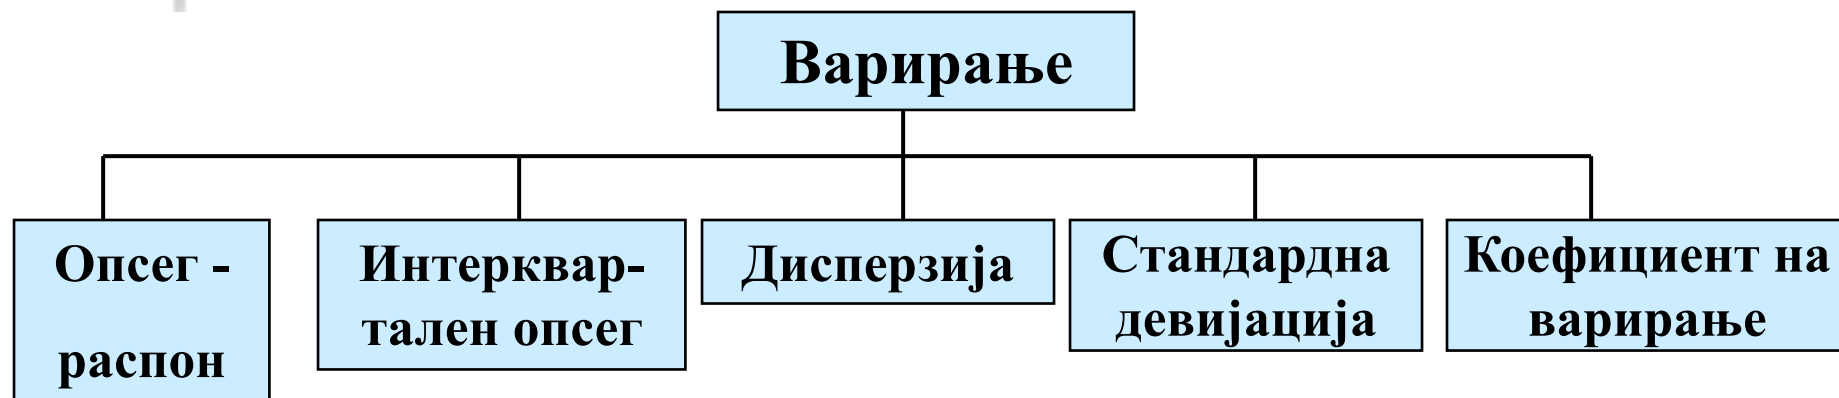 Варирање
Опсег -
распон
Интерквар-
тален опсег
Дисперзија
Стандардна
девијација
Коефициент на
варирање